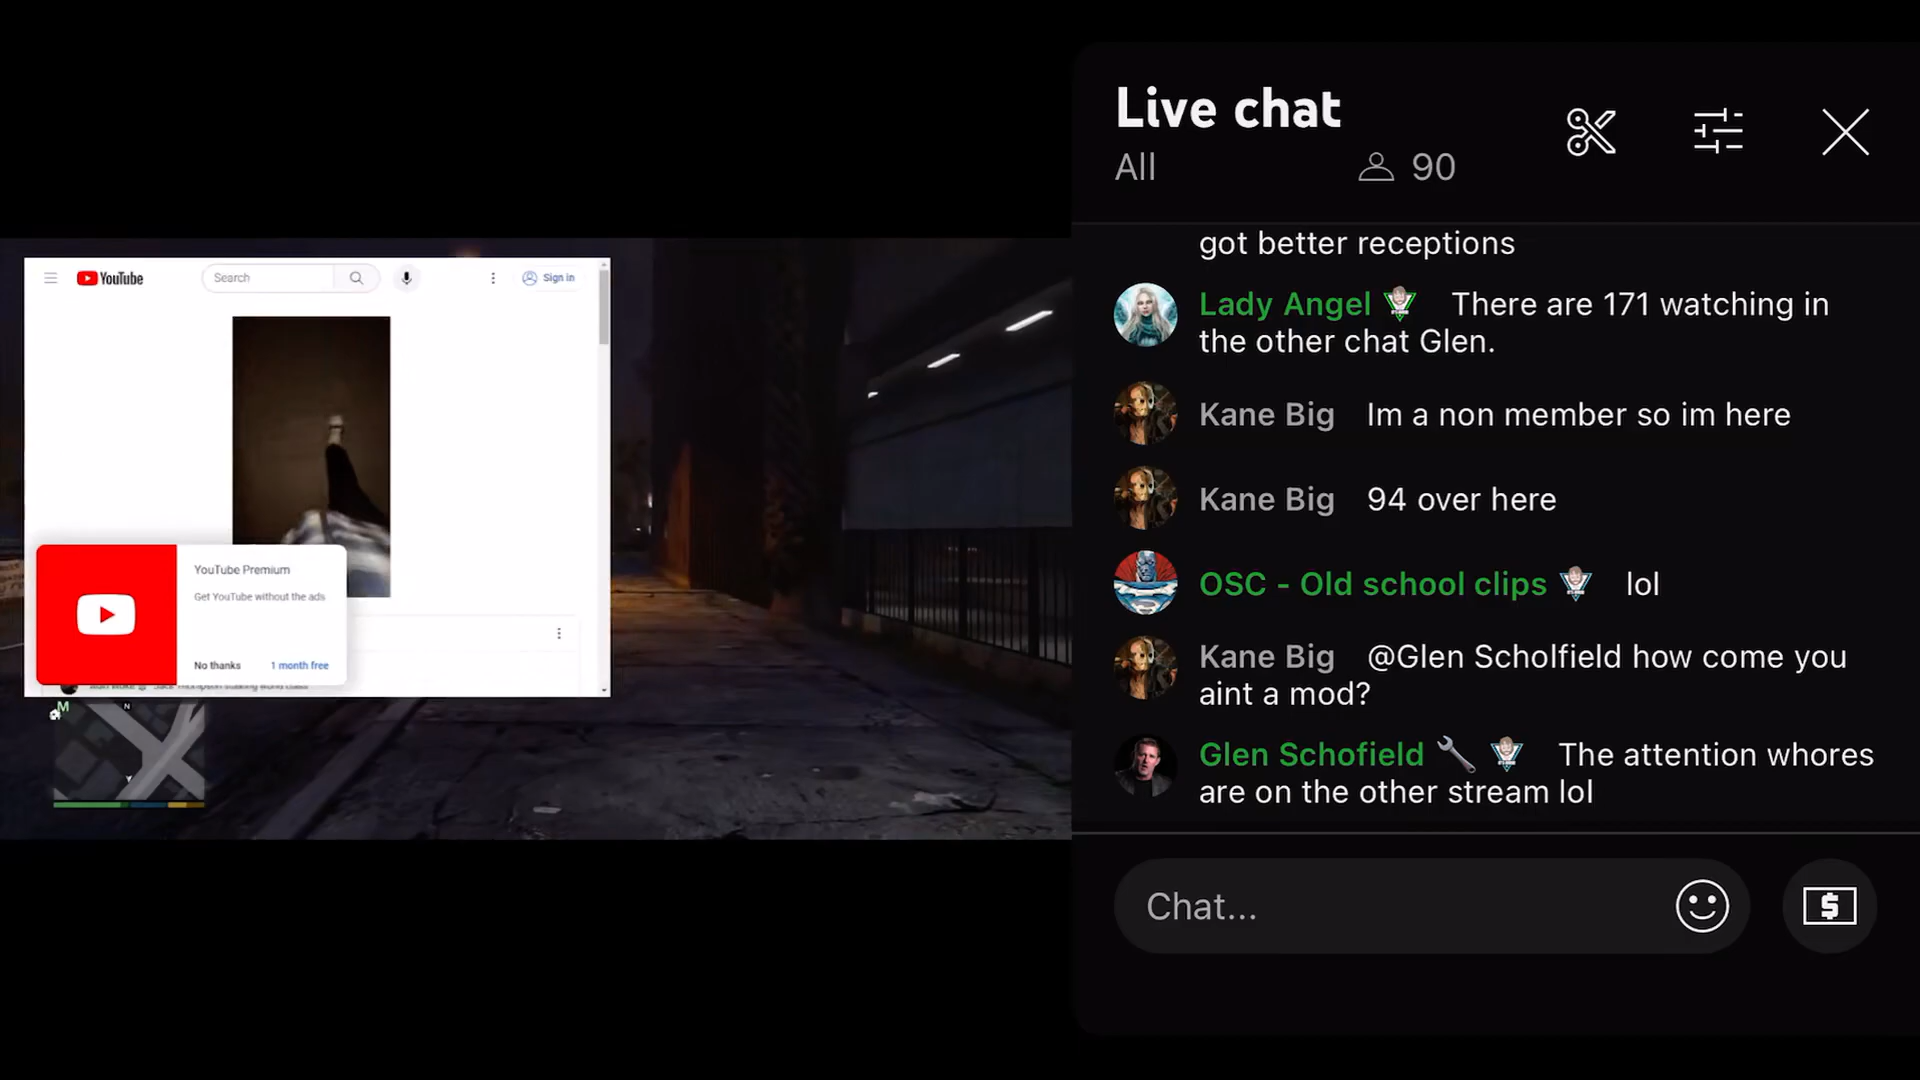 YouTube
Search
Sign in
YouTube Premium
Get YouTube without the ads
No thanks
1 month free
M
N
Live chat
All
90
got better receptions
Lady Angel There are 171 watching in
the other chat Glen.
Kane Big Im a non member so im here
Kane Big 94 over here
OSC - Old school clips lol
Kane Big @Glen Scholfield how come you
aint a mod?
Glen Schofield The attention whores
are on the other stream lol
Chat...
$